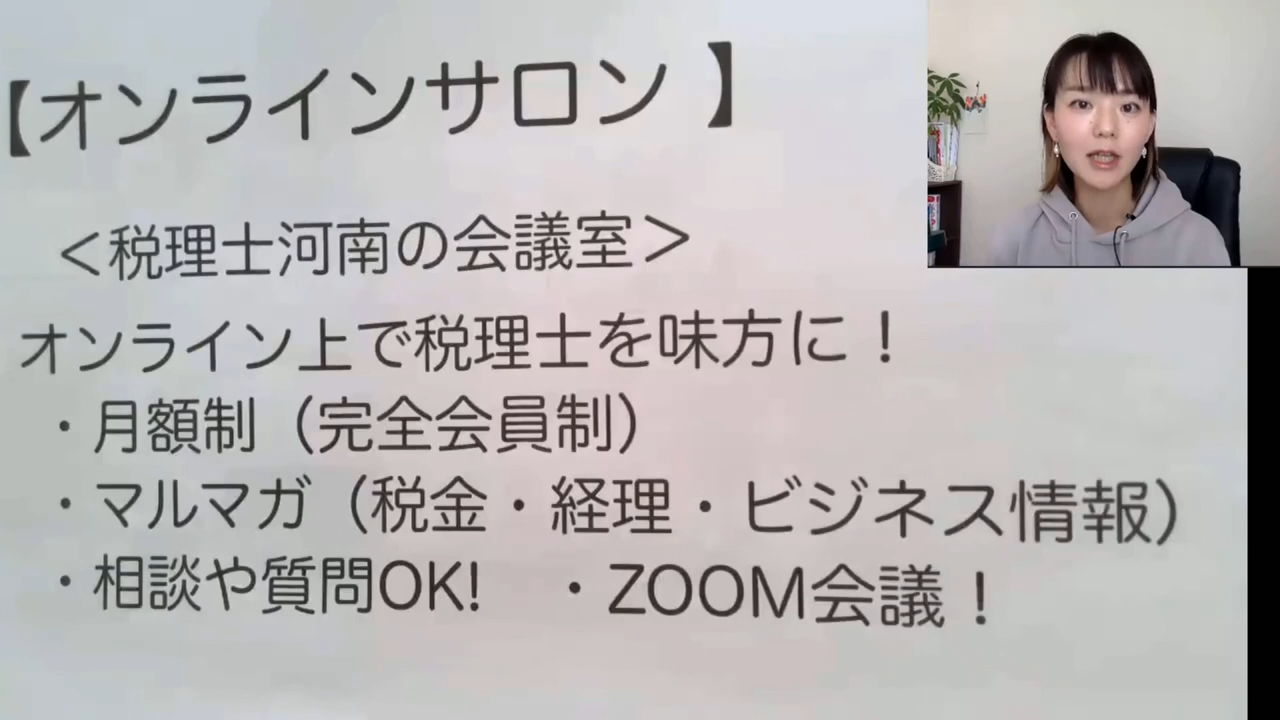 【オンラインサロン 】
＜税理士河南の会議室＞
オンライン上で税理士を味方に！
・月額制（完全会員制）
・マルマガ（税金・経理・ビジネス情報）
・相談や質問OK!　・ZOOM会議！